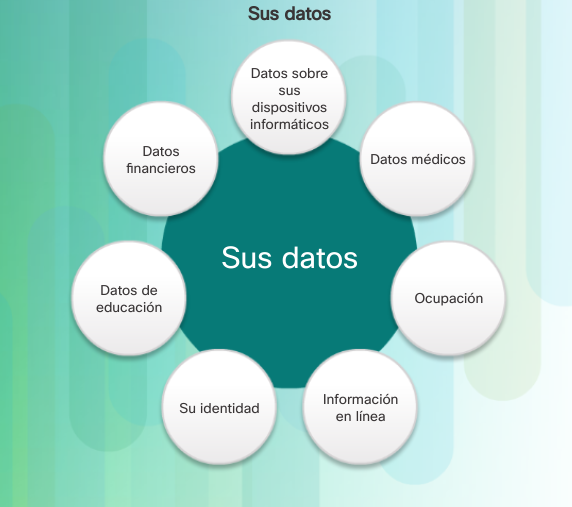 Sus datos
Datos sobre
sus
dispositivos
informáticos
Datos
financieros
Datos médicos
Sus datos
Datos de
educación
Ocupación
Su identidad
Información
en línea